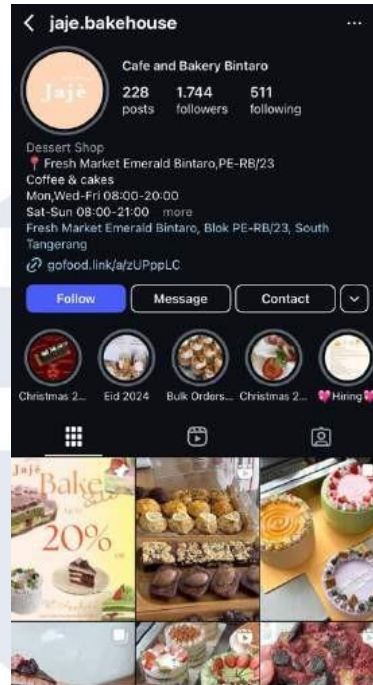 jaje.bakehouse
Jajè
Cafe and Bakery Bintaro
228 1.744 511
posts followers following
Dessert Shop
Fresh Market Emerald Bintaro,PE-RB/23
Coffee & cakes
Mon,Wed-Fri 08:00-20:00
Sat-Sun 08:00-21:00 more
Fresh Market Emerald Bintaro, Blok PE-RB/23, South
Tangerang
gofood.link/a/zUPppLC
Follow Message Contact
Christmas 2... Eid 2024 Bulk Orders... Christmas 2... Hiring
Jajè
20%